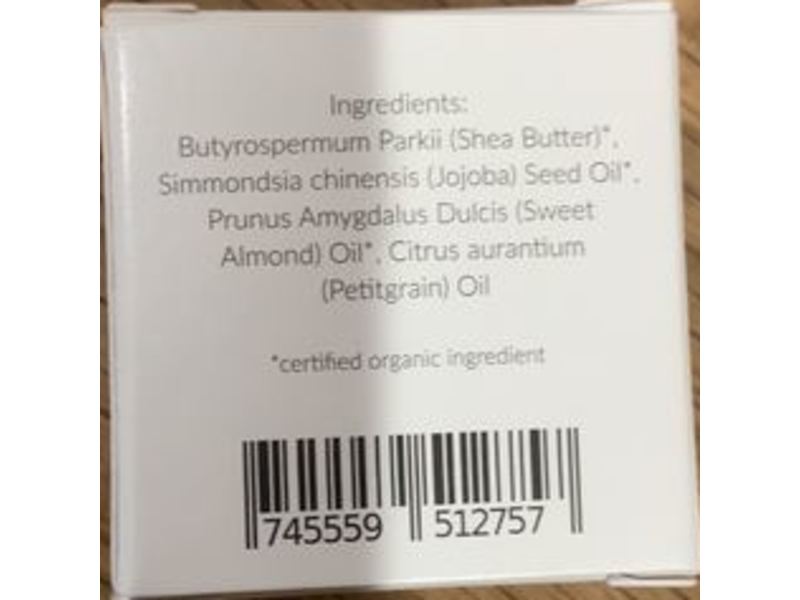 Ingredients:
Butyrospermum Parkii (Shea Butter)*,
Simmondsia chinensis (Jojoba) Seed Oil*,
Prunus Amygdalus Dulcis (Sweet
Almond) Oil*, Citrus aurantium
(Petitgrain) Oil
*certified organic ingredient
745559 512757